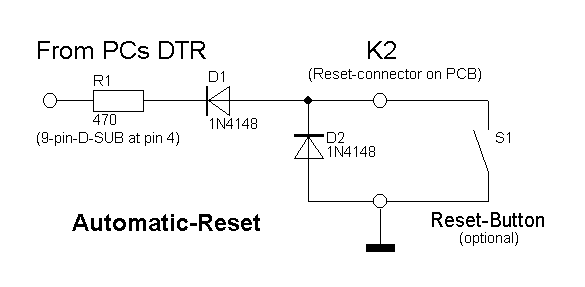 From PCs DTR
K2
(Reset-connector on PCB)
R1
D1
470
1N4148
(9-pin-D-SUB at pin 4)
D2
1N4148
S1
Automatic-Reset
Reset-Button
(optional)